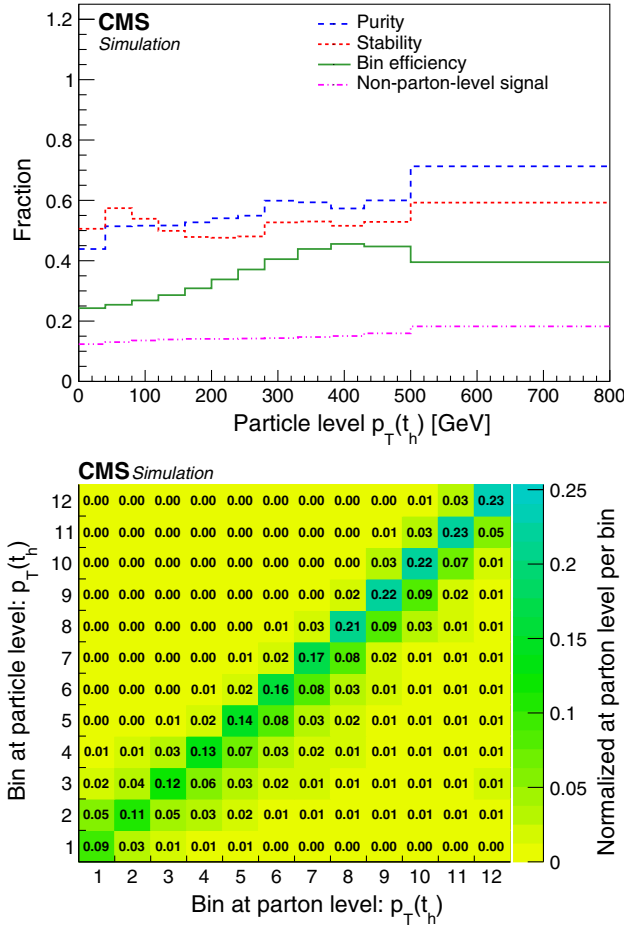 CMS
Simulation
Purity
Stability
Bin efficiency
Non-parton-level signal
Fraction
1.2
1
0.8
0.6
0.4
0.2
0
0 100 200 300 400 500 600 700 800
Particle level p_T(t_h) [GeV]
CMS Simulation
Bin at particle level: p_T(t_h)
12 0.00 0.00 0.00 0.00 0.00 0.00 0.00 0.00 0.00 0.01 0.03 0.23
11 0.00 0.00 0.00 0.00 0.00 0.00 0.00 0.00 0.01 0.03 0.23 0.05
10 0.00 0.00 0.00 0.00 0.00 0.00 0.00 0.00 0.03 0.22 0.07 0.01
9 0.00 0.00 0.00 0.00 0.00 0.00 0.00 0.02 0.22 0.09 0.02 0.01
8 0.00 0.00 0.00 0.00 0.00 0.01 0.03 0.21 0.09 0.03 0.01 0.01
7 0.00 0.00 0.00 0.00 0.01 0.02 0.17 0.08 0.02 0.01 0.01 0.01
6 0.00 0.00 0.00 0.01 0.02 0.16 0.08 0.03 0.01 0.01 0.01 0.01
5 0.00 0.00 0.01 0.02 0.14 0.08 0.03 0.02 0.01 0.01 0.01 0.01
4 0.01 0.01 0.03 0.13 0.07 0.03 0.02 0.01 0.01 0.01 0.01 0.01
3 0.02 0.04 0.12 0.06 0.03 0.02 0.01 0.01 0.01 0.01 0.01 0.01
2 0.05 0.11 0.05 0.03 0.02 0.01 0.01 0.01 0.01 0.01 0.01 0.01
1 0.09 0.03 0.01 0.01 0.01 0.00 0.00 0.00 0.00 0.00 0.00 0.00
1 2 3 4 5 6 7 8 9 10 11 12
Bin at parton level: p_T(t_h)
0.25
0.2
0.15
0.1
0.05
0
Normalized at parton level per bin